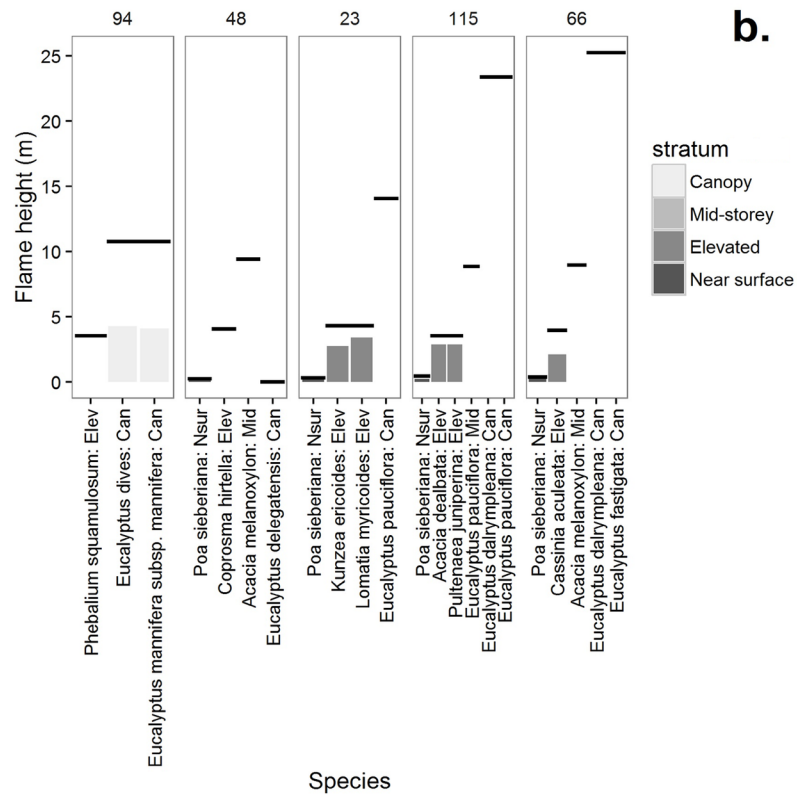 94 48 23 115 66
b.
25
20
15
10
5
0
Flame height (m)
stratum
Canopy
Mid-storey
Elevated
Near surface
Phebalium squamulosum: Elev
Eucalyptus dives: Can
Eucalyptus mannifera subsp. mannifera: Can
Poa sieberiana: Nsur
Coprosma hirtella: Elev
Acacia melanoxylon: Mid
Eucalyptus delegatensis: Can
Poa sieberiana: Nsur
Kunzea ericoides: Elev
Lomatia myricoides: Elev
Eucalyptus pauciflora: Can
Poa sieberiana: Nsur
Acacia dealbata: Elev
Pultenaea juniperina: Elev
Eucalyptus pauciflora: Mid
Eucalyptus dalrympleana: Can
Eucalyptus pauciflora: Can
Poa sieberiana: Nsur
Cassinia aculeata: Elev
Acacia melanoxylon: Mid
Eucalyptus dalrympleana: Can
Eucalyptus fastigata: Can
Species